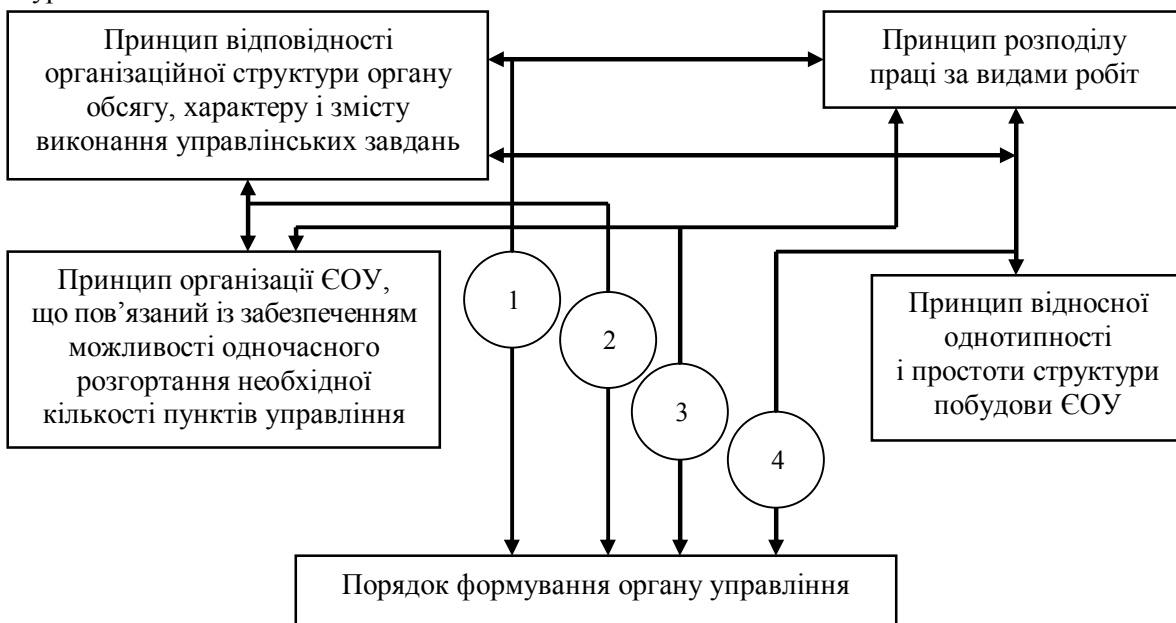 Принцип відповідності
організаційної структури органу
обсягу, характеру і змісту
виконання управлінських завдань
Принцип розподілу
праці за видами робіт
Принцип організації ЄОУ,
що пов’язаний із забезпеченням
можливості одночасного
розгортання необхідної
кількості пунктів управління
1
2
3
4
Принцип відносної
однотипності
і простоти структури
побудови ЄОУ
Порядок формування органу управління